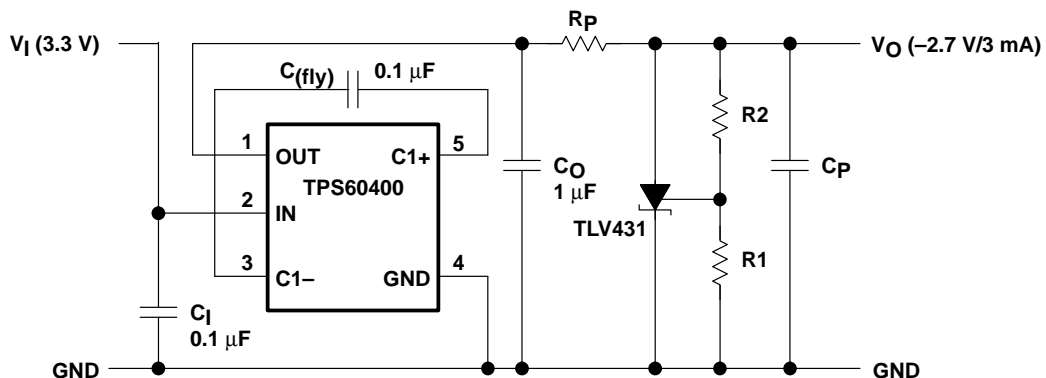 RP
VI (3.3 V)
VO (–2.7 V/3 mA)
C(fly)
0.1 µF
R2
1
OUT
C1+
5
TPS60400
CO
1 µF
CP
2
IN
TLV431
3
C1–
GND
4
R1
CI
0.1 µF
GND
GND